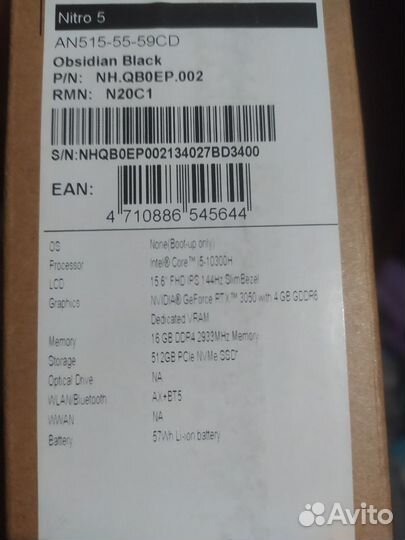 Nitro 5
AN515-55-59CD
Obsidian Black
P/N: NH.QB0EP.002
RMN: N20C1
S/N:NHQB0EP002134027BD3400
EAN:
4 710886 545644
OS None(Boot-up only)
Processor Intel® Core™ i5-10300H
LCD 15.6" FHD IPS 144Hz SlimBezel
Graphics NVIDIA® GeForce RTX™ 3050 with 4 GB GDDR6
Dedicated VRAM
Memory 16 GB DDR4 2933MHz Memory
Storage 512GB PCIe NVMe SSD*
Optical Drive NA
WLAN/Bluetooth AX+BT5
WWAN NA
Battery 57Wh Li-ion battery
Avito